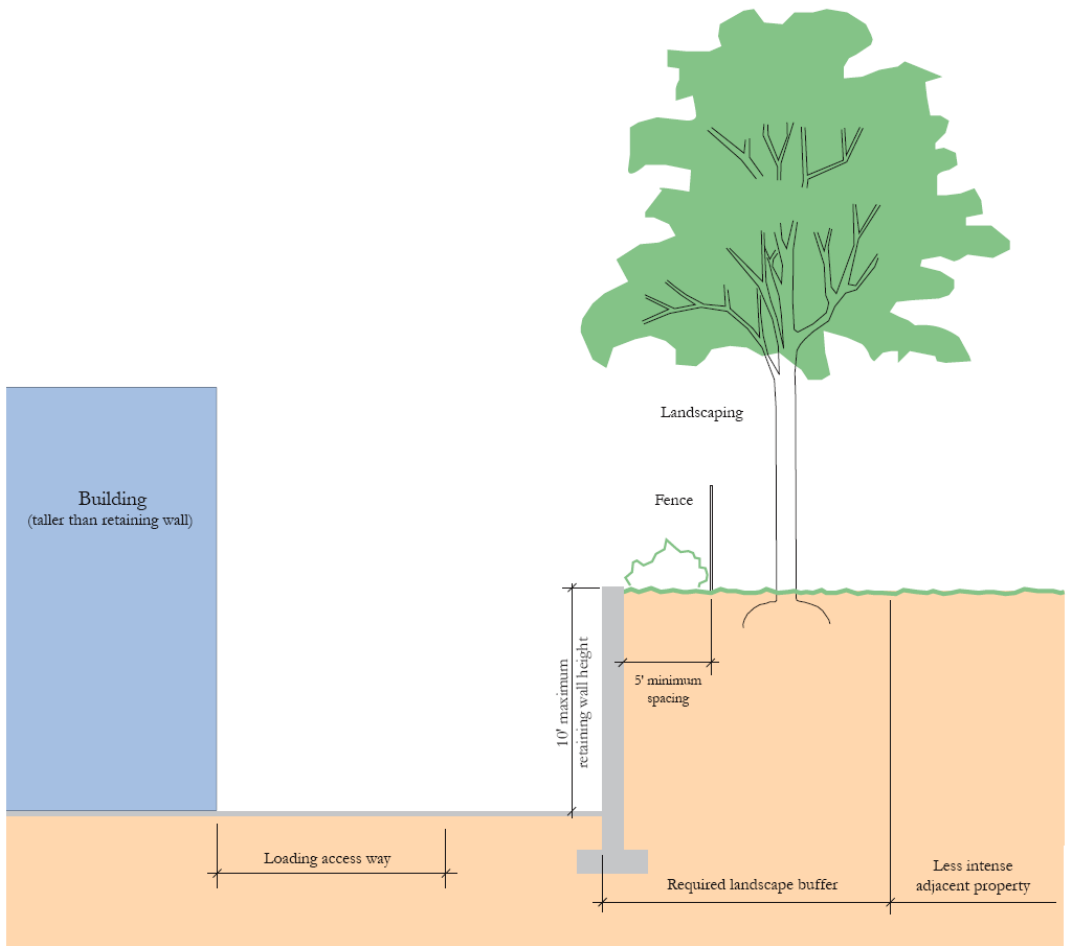 Landscaping
Building
(taller than retaining wall)
Fence
10' maximum
retaining wall height
5' minimum
spacing
Loading access way
Required landscape buffer
Less intense
adjacent property